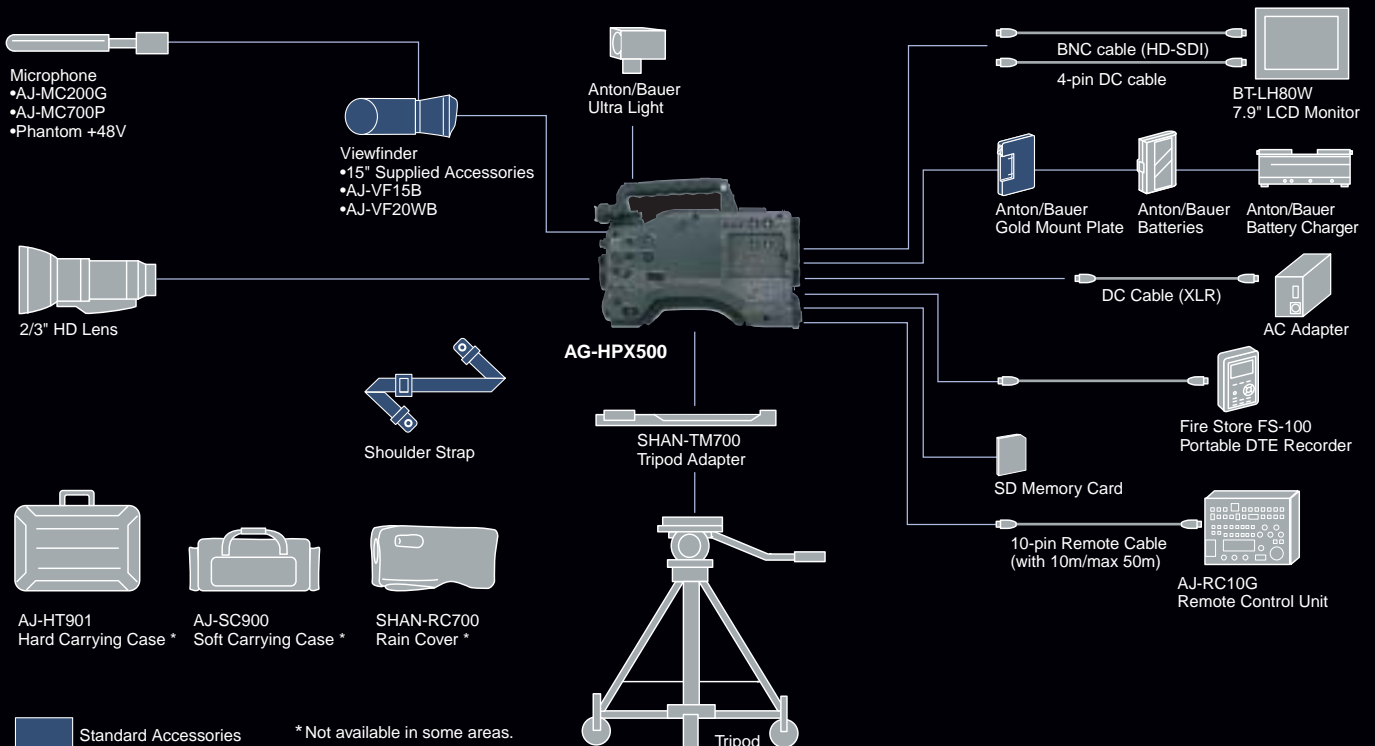 Microphone
•AJ-MC200G
•AJ-MC700P
•Phantom +48V
Viewfinder
•15" Supplied Accessories
•AJ-VF15B
•AJ-VF20WB
Anton/Bauer
Ultra Light
BNC cable (HD-SDI)
4-pin DC cable
BT-LH80W
7.9" LCD Monitor
Anton/Bauer
Gold Mount Plate
Anton/Bauer
Batteries
Anton/Bauer
Battery Charger
2/3" HD Lens
AG-HPX500
DC Cable (XLR)
AC Adapter
Shoulder Strap
SHAN-TM700
Tripod Adapter
Fire Store FS-100
Portable DTE Recorder
SD Memory Card
10-pin Remote Cable
(with 10m/max 50m)
AJ-RC10G
Remote Control Unit
AJ-HT901
Hard Carrying Case *
AJ-SC900
Soft Carrying Case *
SHAN-RC700
Rain Cover *
Standard Accessories
* Not available in some areas.
Tripod